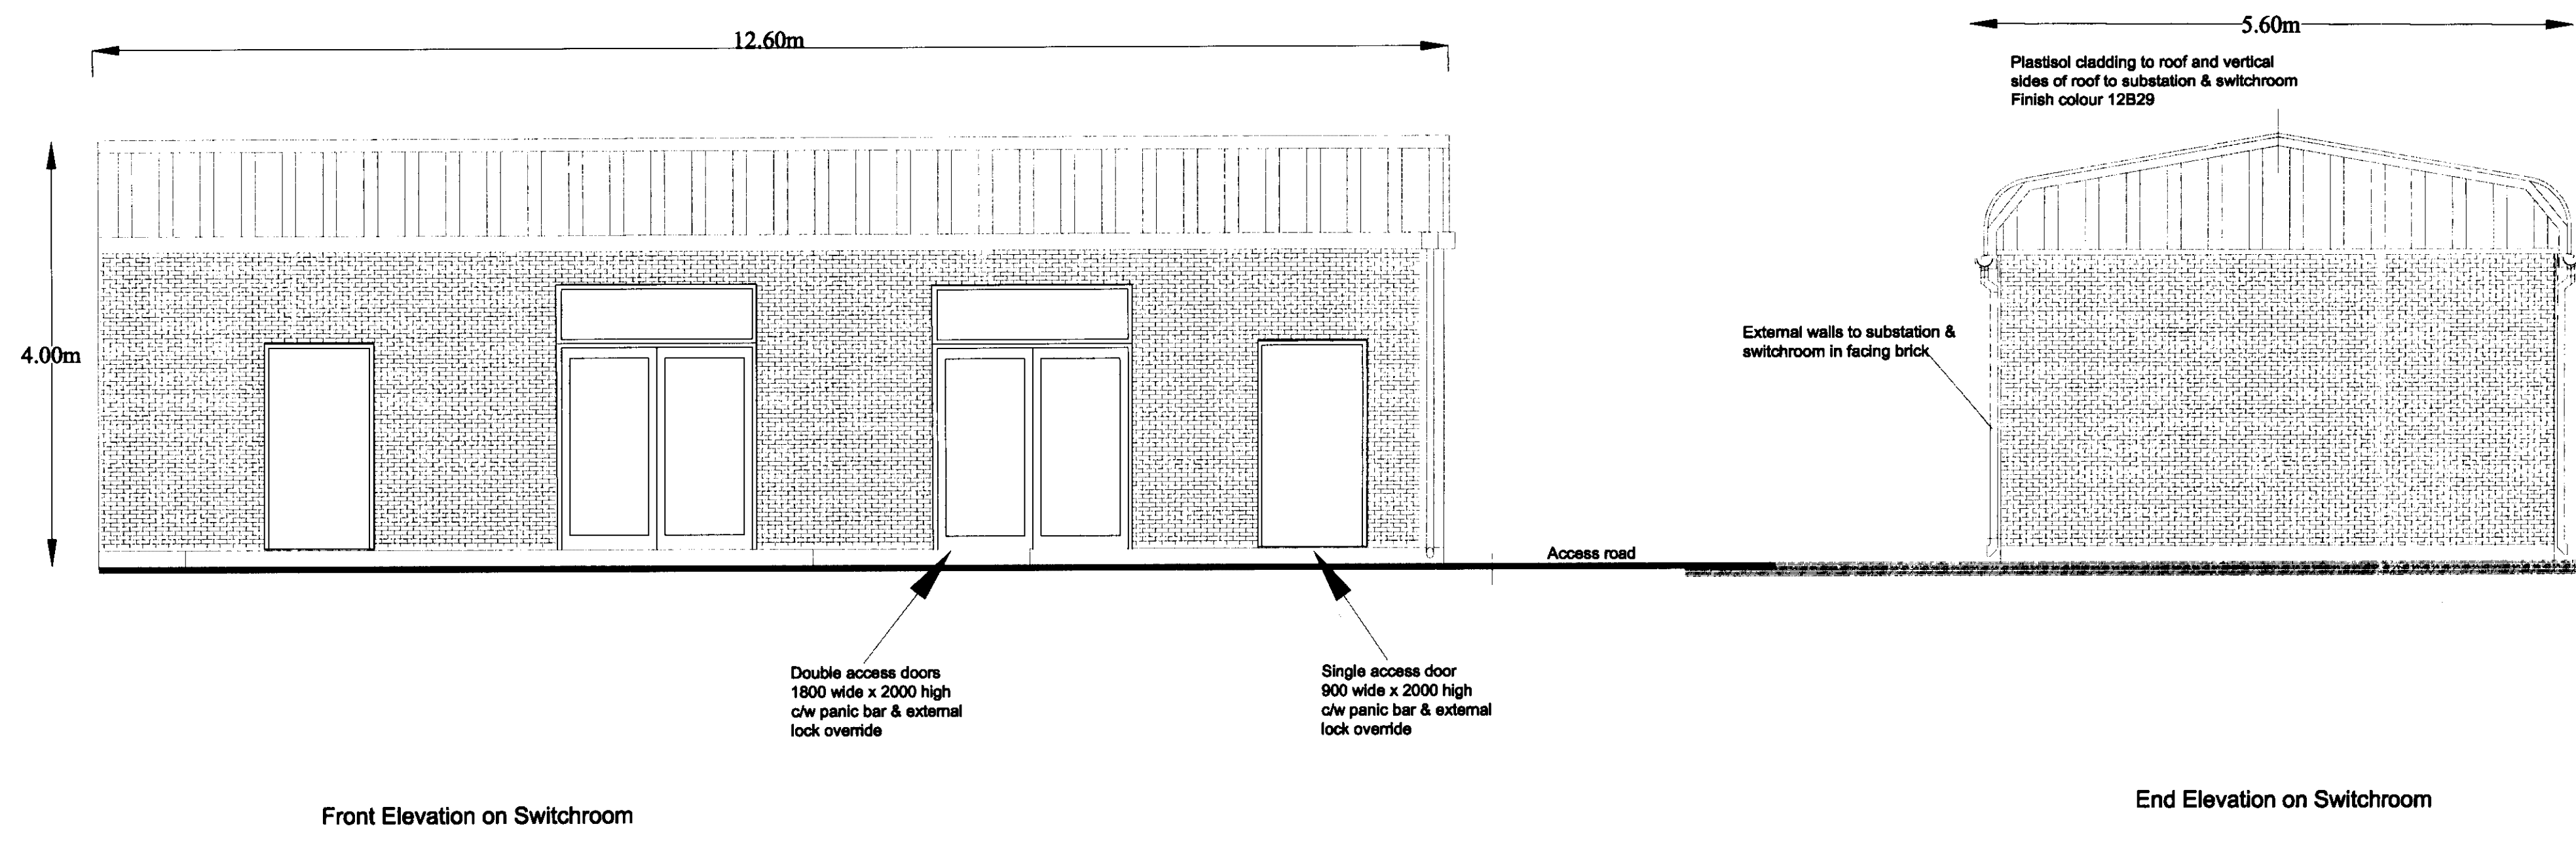 12.60m
5.60m
Plastisol cladding to roof and vertical
sides of roof to substation & switchroom
Finish colour 12B29
4.00m
External walls to substation &
switchroom in facing brick
Access road
Double access doors
1800 wide x 2000 high
c/w panic bar & external
lock override
Single access door
900 wide x 2000 high
c/w panic bar & external
lock override
Front Elevation on Switchroom
End Elevation on Switchroom